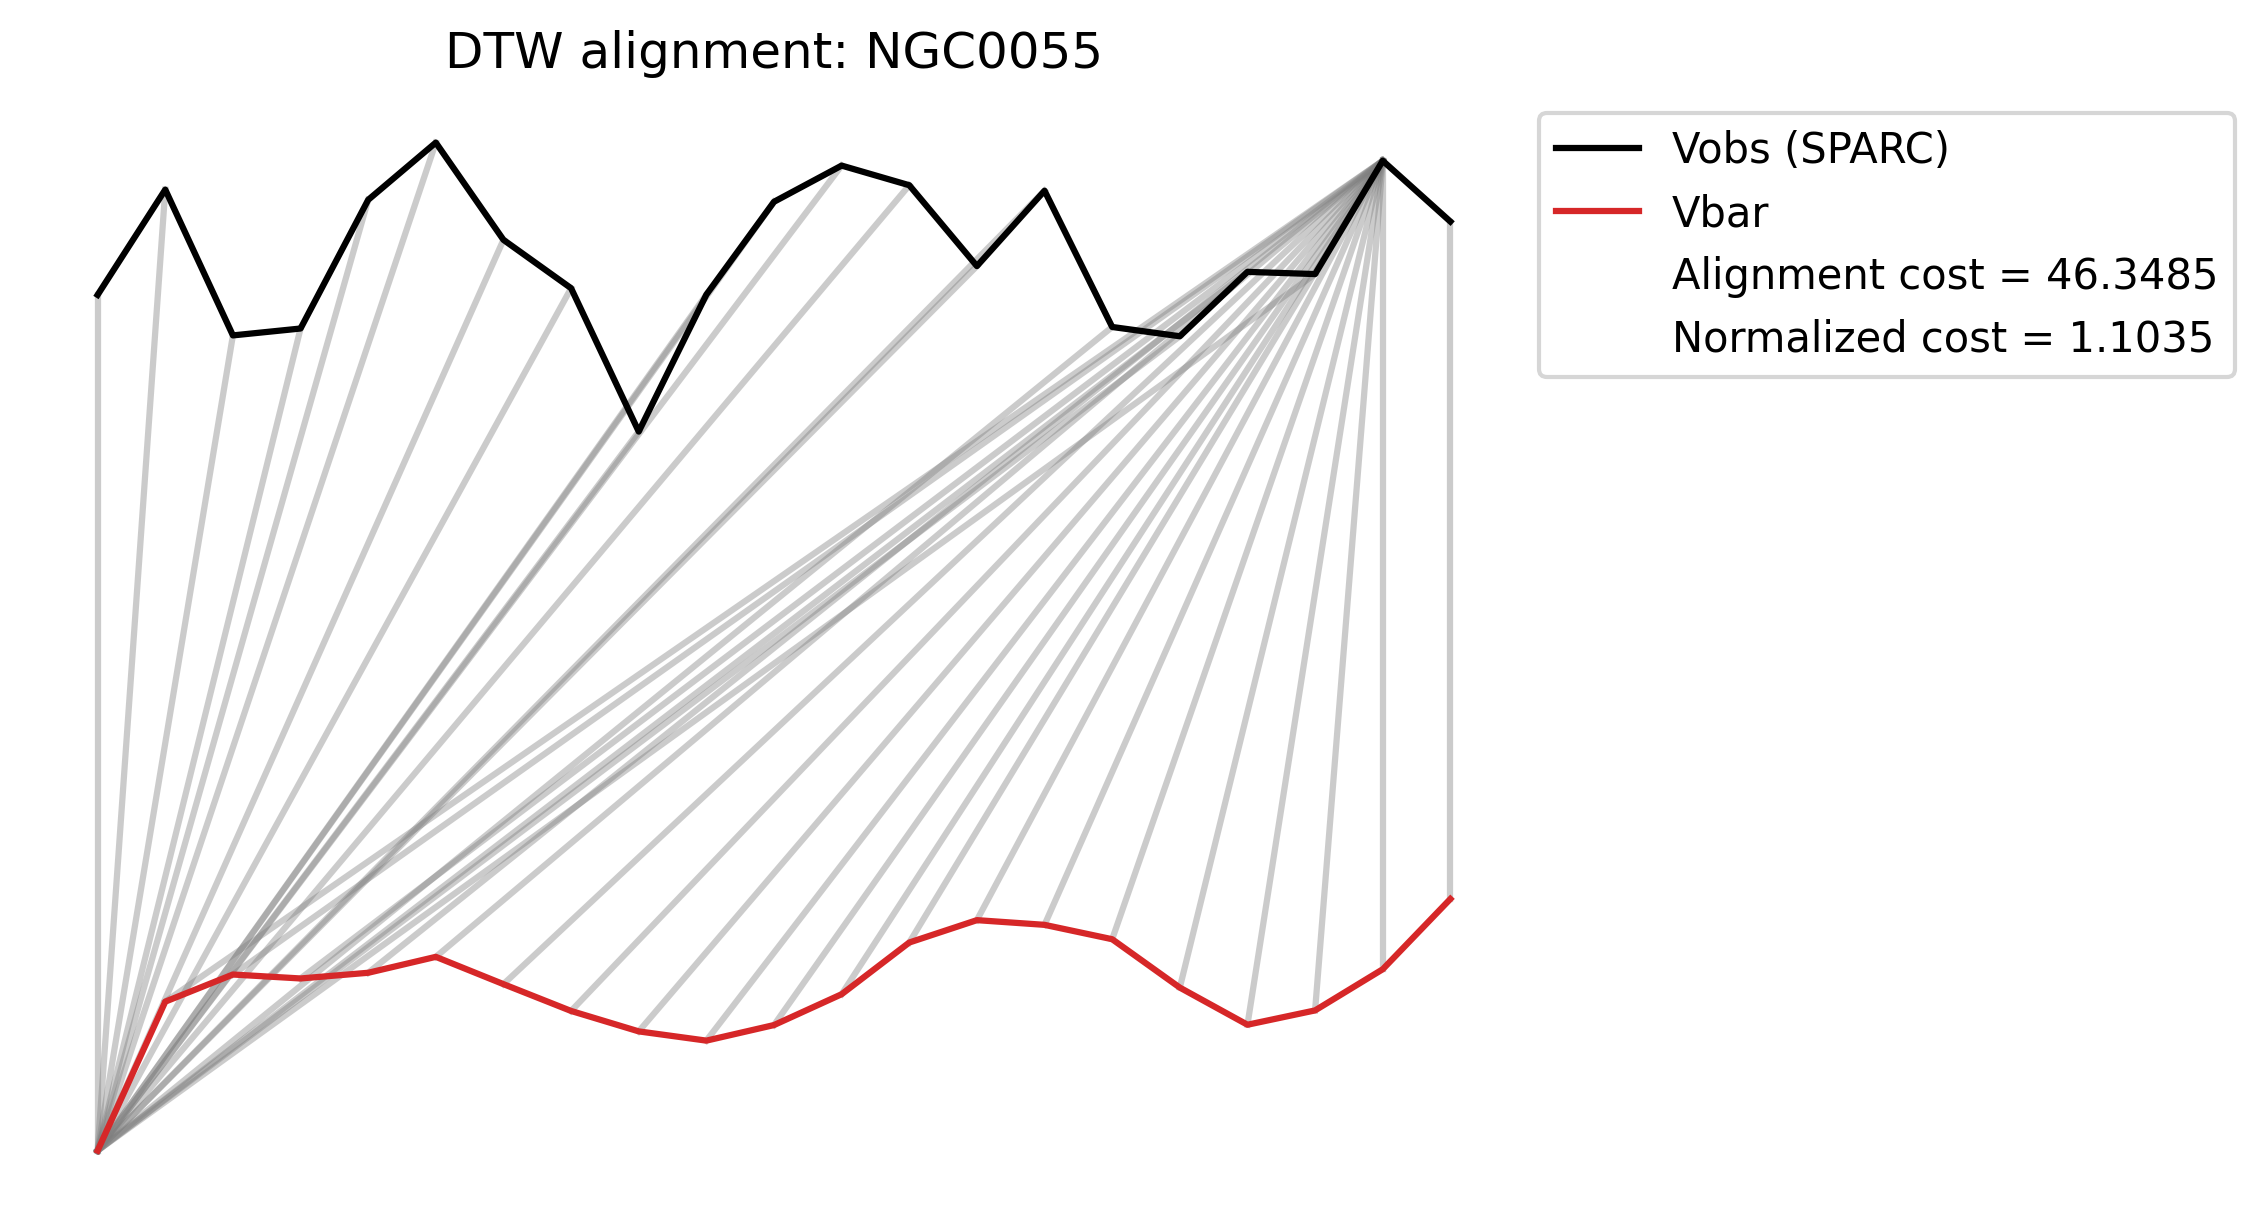 DTW alignment: NGC0055
Vobs (SPARC)
Vbar
Alignment cost = 46.3485
Normalized cost = 1.1035